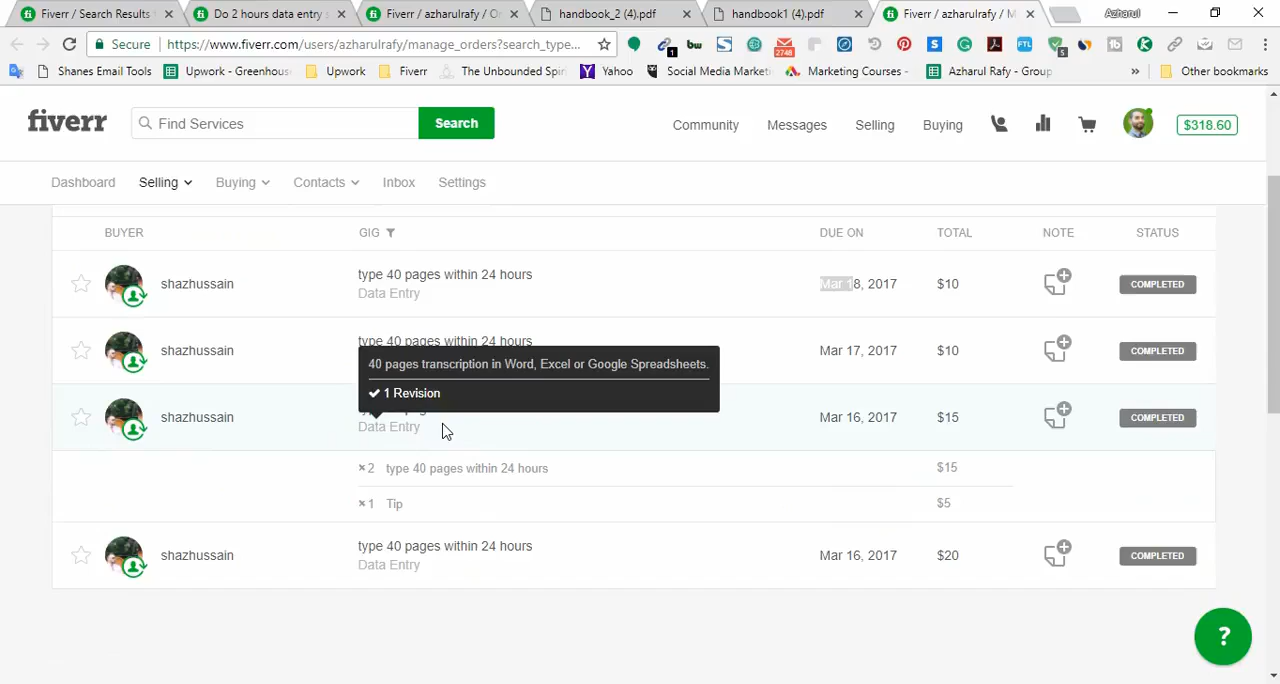 Fiverr / Search Results
Do 2 hours data entry
Fiverr / azharulrafy / O
handbook_2 (4).pdf
handbook1 (4).pdf
Fiverr / azharulrafy / M
Azharul
Secure
https://www.fiverr.com/users/azharulrafy/manage_orders?search_type...
1
bw
S
2746
S
FTL
5
K
Shanes Email Tools
Upwork - Greenhous
Upwork
Fiverr
The Unbounded Spir
Yahoo
Social Media Market
Marketing Courses -
Azharul Rafy - Group
»
Other bookmarks
fiverr
Find Services
Search
Community
Messages
Selling
Buying
$318.60
Dashboard
Selling
Buying
Contacts
Inbox
Settings
BUYER
GIG
DUE ON
TOTAL
NOTE
STATUS
shazhussain
type 40 pages within 24 hours
Data Entry
Mar 18, 2017
$10
COMPLETED
shazhussain
type 40 pages within 24 hours
Mar 17, 2017
$10
COMPLETED
40 pages transcription in Word, Excel or Google Spreadsheets.
1 Revision
shazhussain
Data Entry
Mar 16, 2017
$15
COMPLETED
×2 type 40 pages within 24 hours
$15
×1 Tip
$5
shazhussain
type 40 pages within 24 hours
Data Entry
Mar 16, 2017
$20
COMPLETED
?